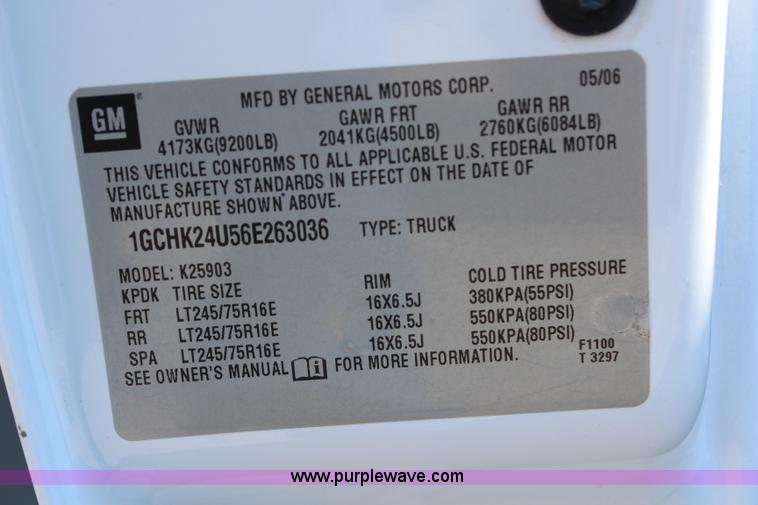 GM
MFD BY GENERAL MOTORS CORP. 05/06
GVWR GAWR FRT GAWR RR
4173KG(9200LB) 2041KG(4500LB) 2760KG(6084LB)
THIS VEHICLE CONFORMS TO ALL APPLICABLE U.S. FEDERAL MOTOR
VEHICLE SAFETY STANDARDS IN EFFECT ON THE DATE OF
MANUFACTURE SHOWN ABOVE.
1GCHK24U56E263036 TYPE: TRUCK
MODEL: K25903
KPDK TIRE SIZE RIM COLD TIRE PRESSURE
FRT LT245/75R16E 16X6.5J 380KPA(55PSI)
RR LT245/75R16E 16X6.5J 550KPA(80PSI)
SPA LT245/75R16E 16X6.5J 550KPA(80PSI)
SEE OWNER'S MANUAL i FOR MORE INFORMATION. F1100
T 3297
www.purplewave.com